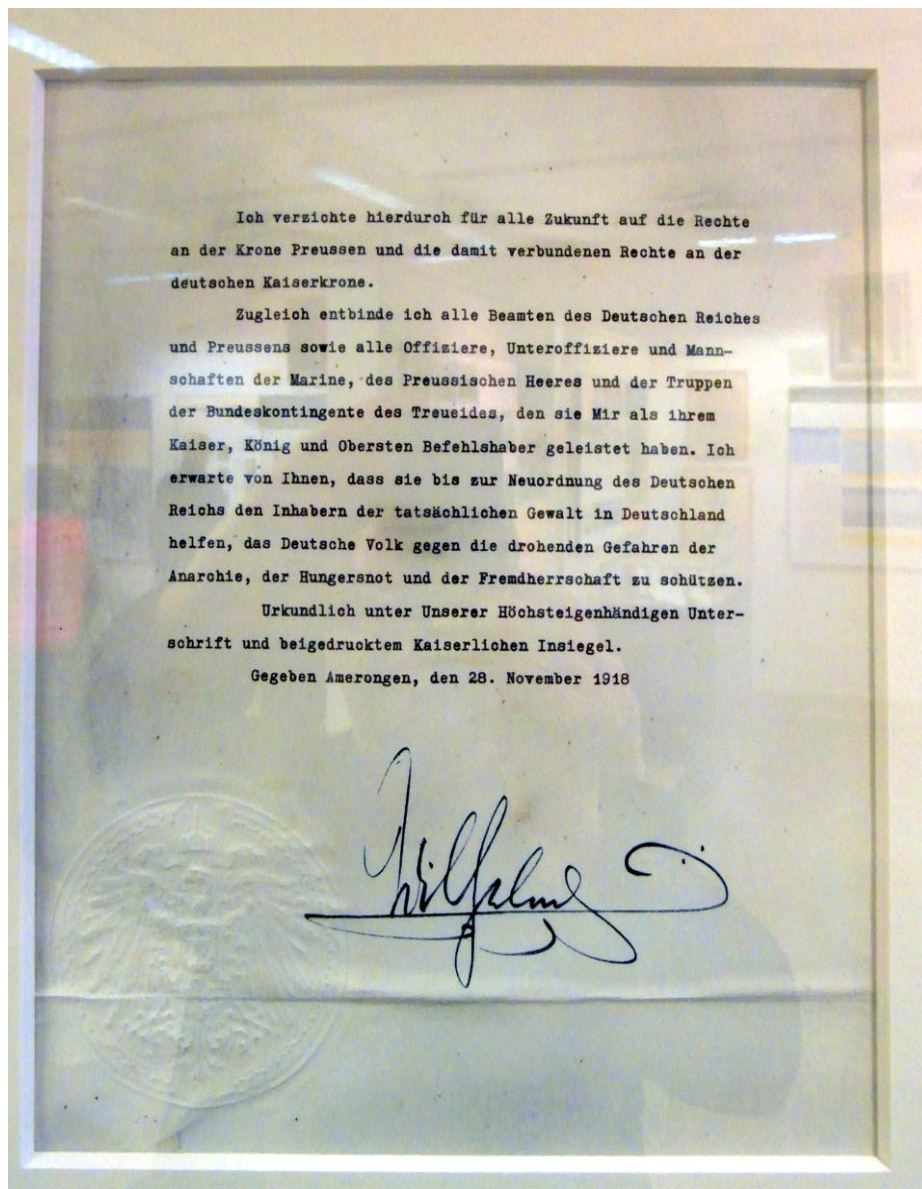 Ich verzichte hierdurch für alle Zukunft auf die Rechte
an der Krone Preussen und die damit verbundenen Rechte an der
deutschen Kaiserkrone.
Zugleich entbinde ich alle Beamten des Deutschen Reiches
und Preussens sowie alle Offiziere, Unteroffiziere und Mann-
schaften der Marine, des Preussischen Heeres und der Truppen
der Bundeskontingente des Treueides, den sie Mir als ihrem
Kaiser, König und Obersten Befehlshaber geleistet haben. Ich
erwarte von Ihnen, dass sie bis zur Neuordnung des Deutschen
Reichs den Inhabern der tatsächlichen Gewalt in Deutschland
helfen, das Deutsche Volk gegen die drohenden Gefahren der
Anarchie, der Hungersnot und der Fremdherrschaft zu schützen.
Urkundlich unter Unserer Höchsteigenhändigen Unter-
schrift und beigedrucktem Kaiserlichen Insiegel.
Gegeben Amerongen, den 28. November 1918
Wilhelm